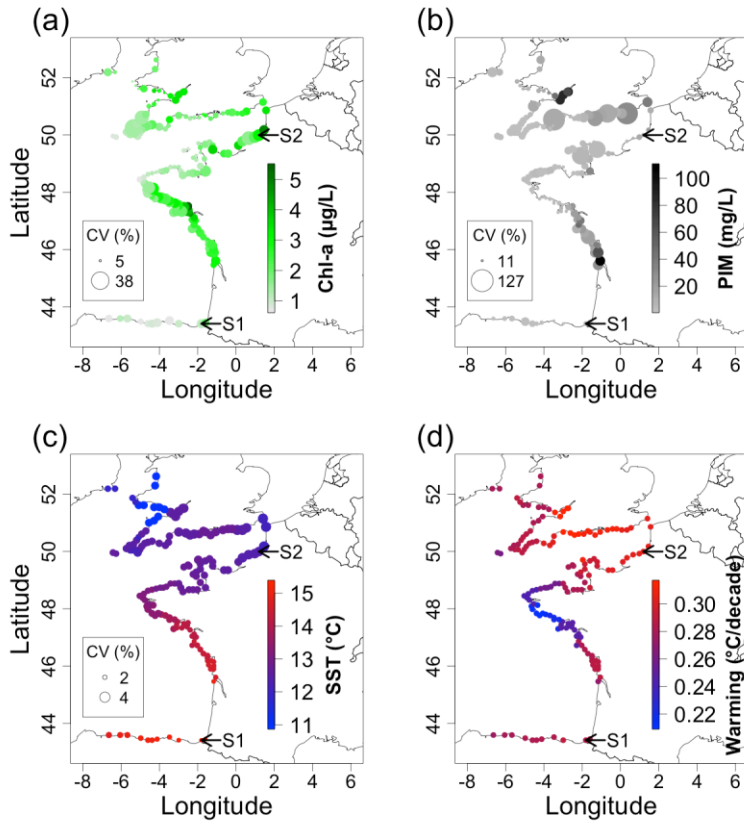 (a)
52
50
48
46
44
Latitude
S2
S1
CV (%)
5
38
5
4
3
2
1
Chl-a (µg/L)
-8 -6 -4 -2 0 2 4 6
Longitude
(b)
52
50
48
46
44
S2
S1
CV (%)
11
127
100
80
60
40
20
PIM (mg/L)
-8 -6 -4 -2 0 2 4 6
Longitude
(c)
52
50
48
46
44
Latitude
S2
S1
CV (%)
2
4
15
14
13
12
11
SST (°C)
-8 -6 -4 -2 0 2 4 6
Longitude
(d)
52
50
48
46
44
S2
S1
0.30
0.28
0.26
0.24
0.22
Warming (°C/decade)
-8 -6 -4 -2 0 2 4 6
Longitude